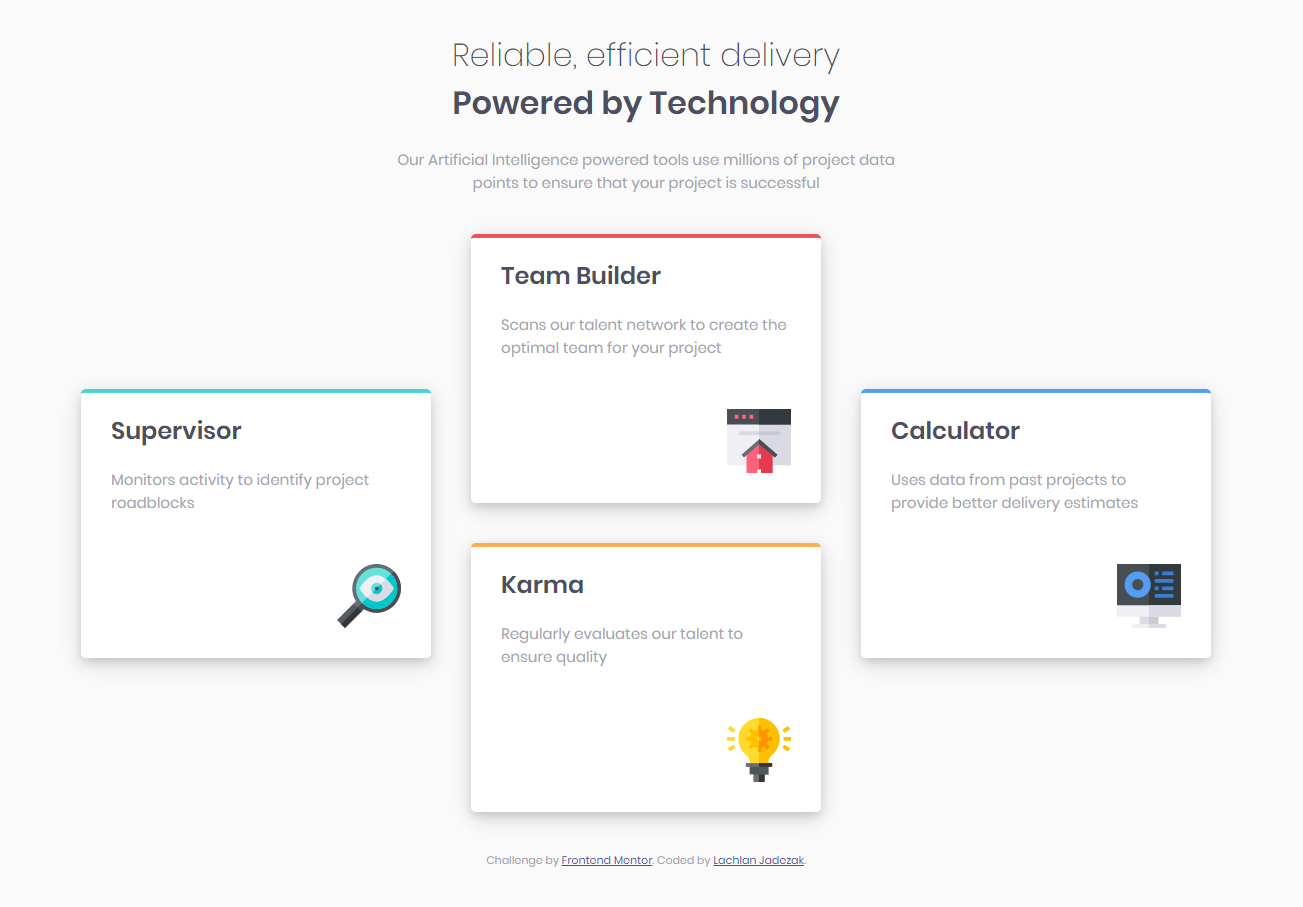 Reliable, efficient delivery
Powered by Technology
Our Artificial Intelligence powered tools use millions of project data
points to ensure that your project is successful
Team Builder
Scans our talent network to create the
optimal team for your project
Supervisor
Monitors activity to identify project
roadblocks
Calculator
Uses data from past projects to
provide better delivery estimates
Karma
Regularly evaluates our talent to
ensure quality
Challenge by Frontend Mentor. Coded by Lachlan Jadczak.